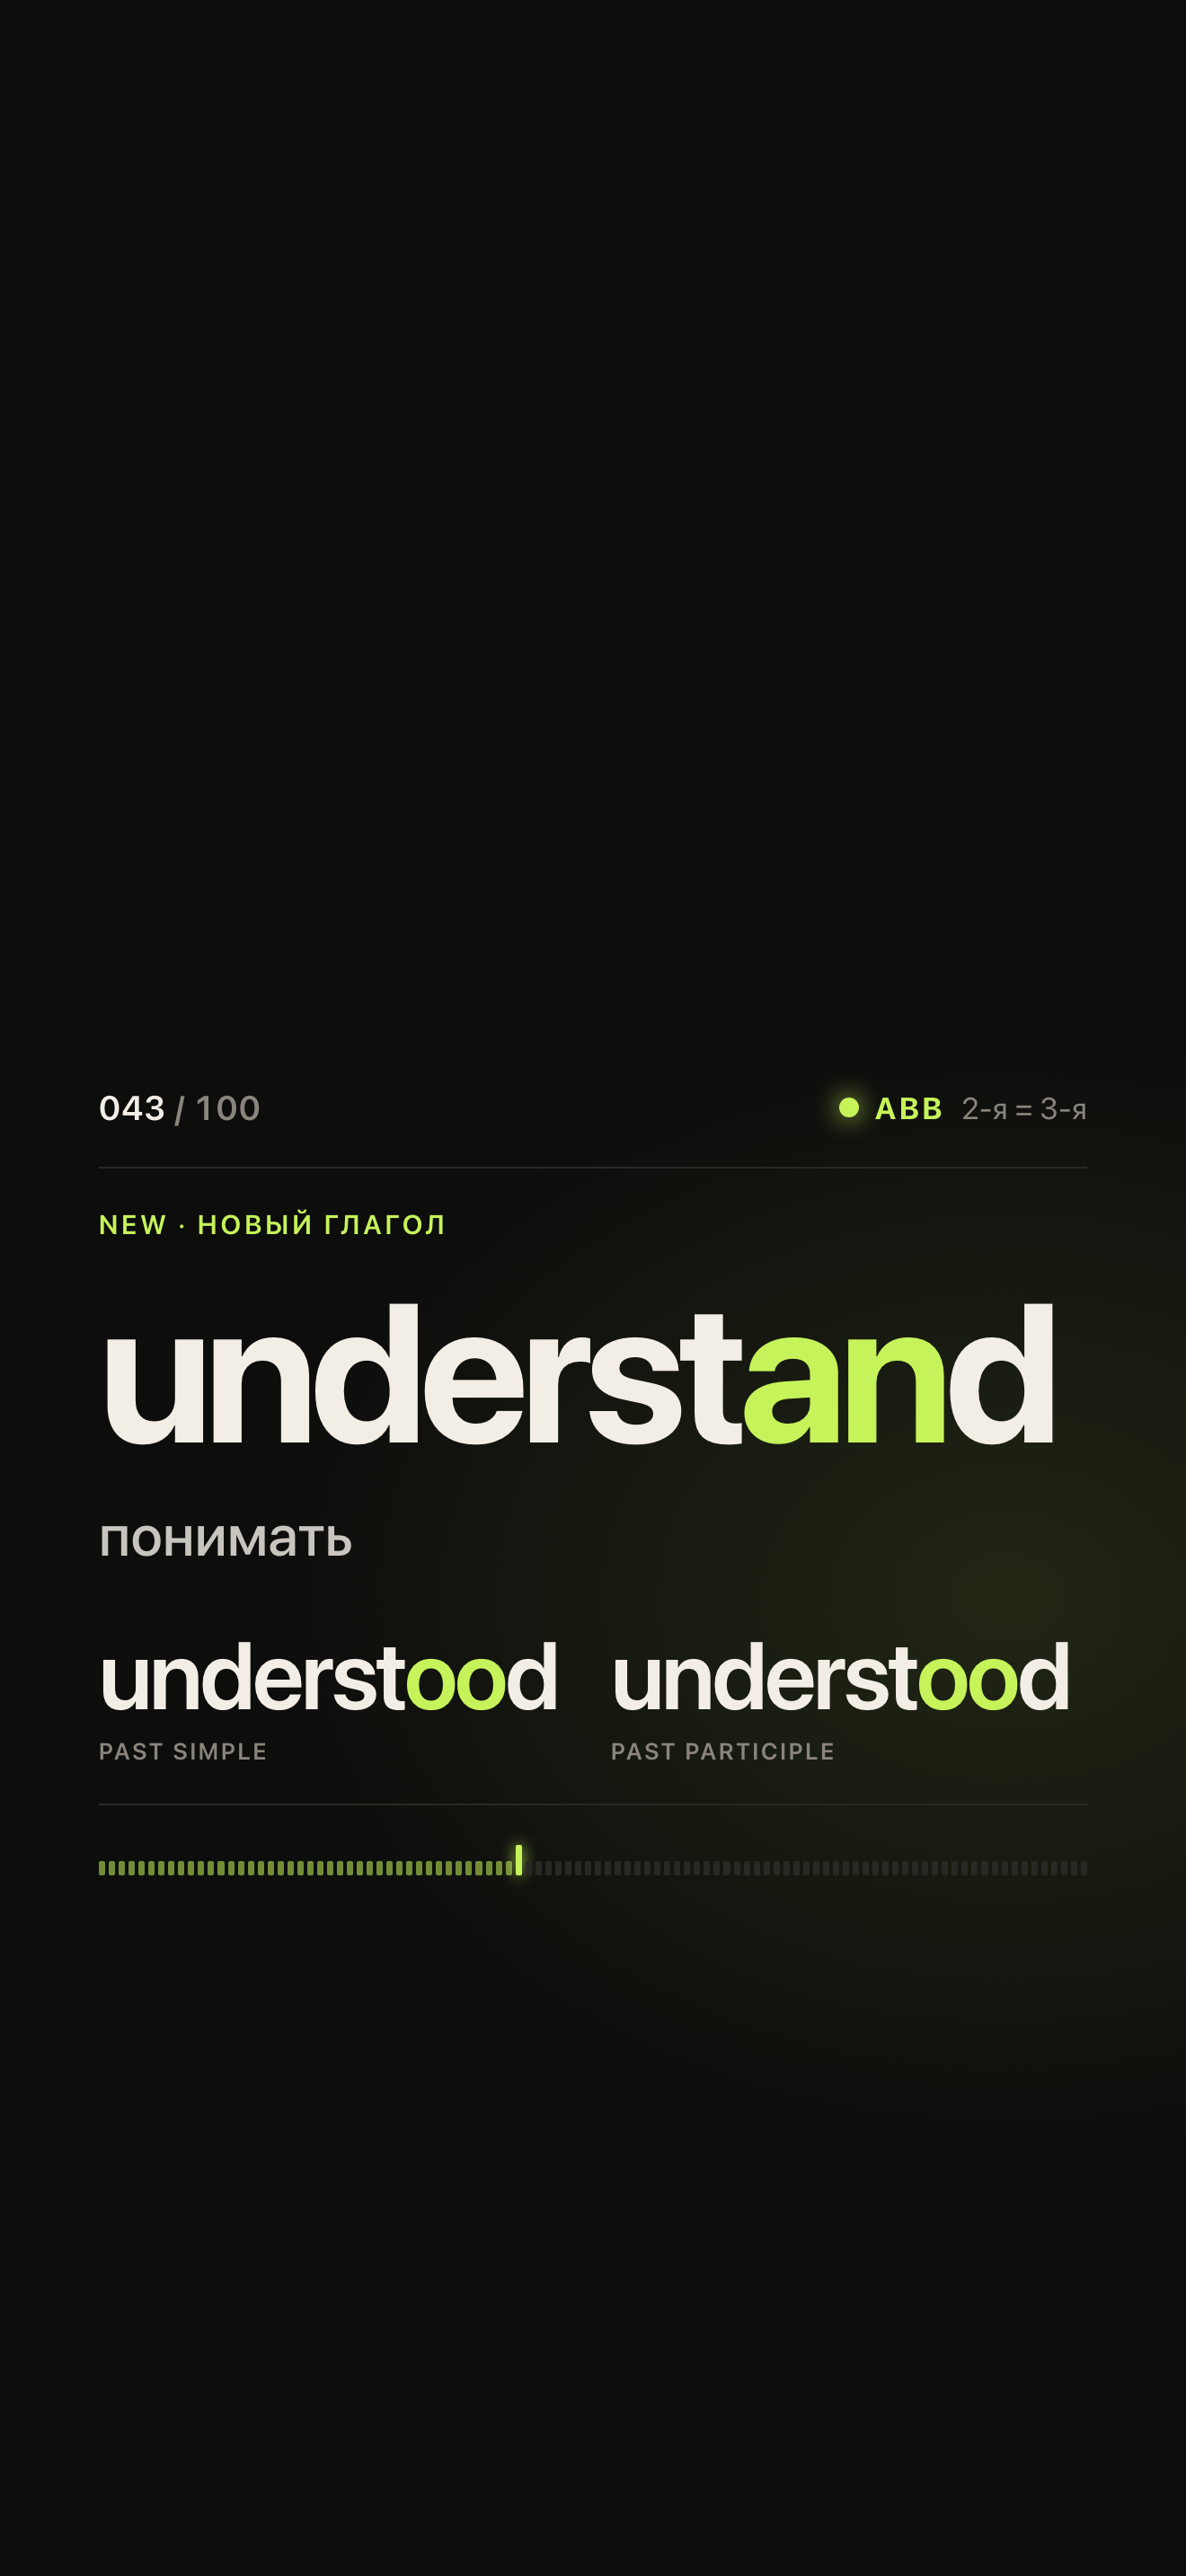 043 / 100 ABB 2-я = 3-я
NEW · НОВЫЙ ГЛАГОЛ
understand
понимать
understood understood
PAST SIMPLE PAST PARTICIPLE